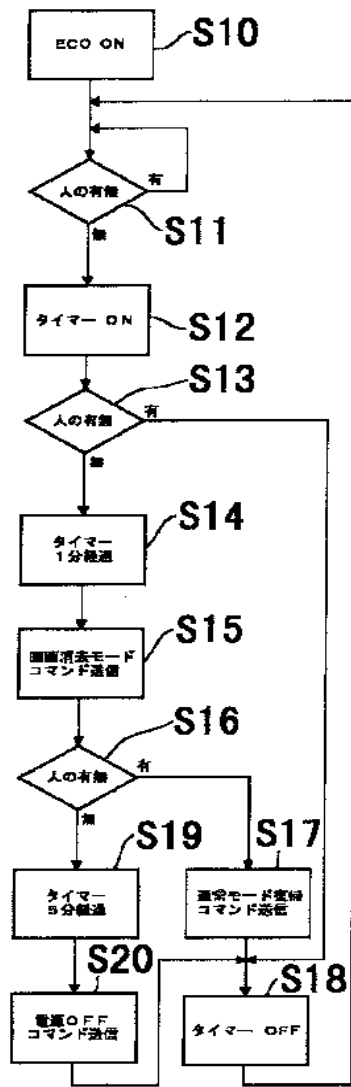 ECO ON
S10
人の有無
有
S11
無
タイマー ON
S12
S13
人の有無
有
無
タイマー
1分経過
S14
S15
画面消去モード
コマンド送信
S16
人の有無
有
無
S19
S17
タイマー
5分経過
通常モード復帰
コマンド送信
S20
S18
電源OFF
コマンド送信
タイマー OFF